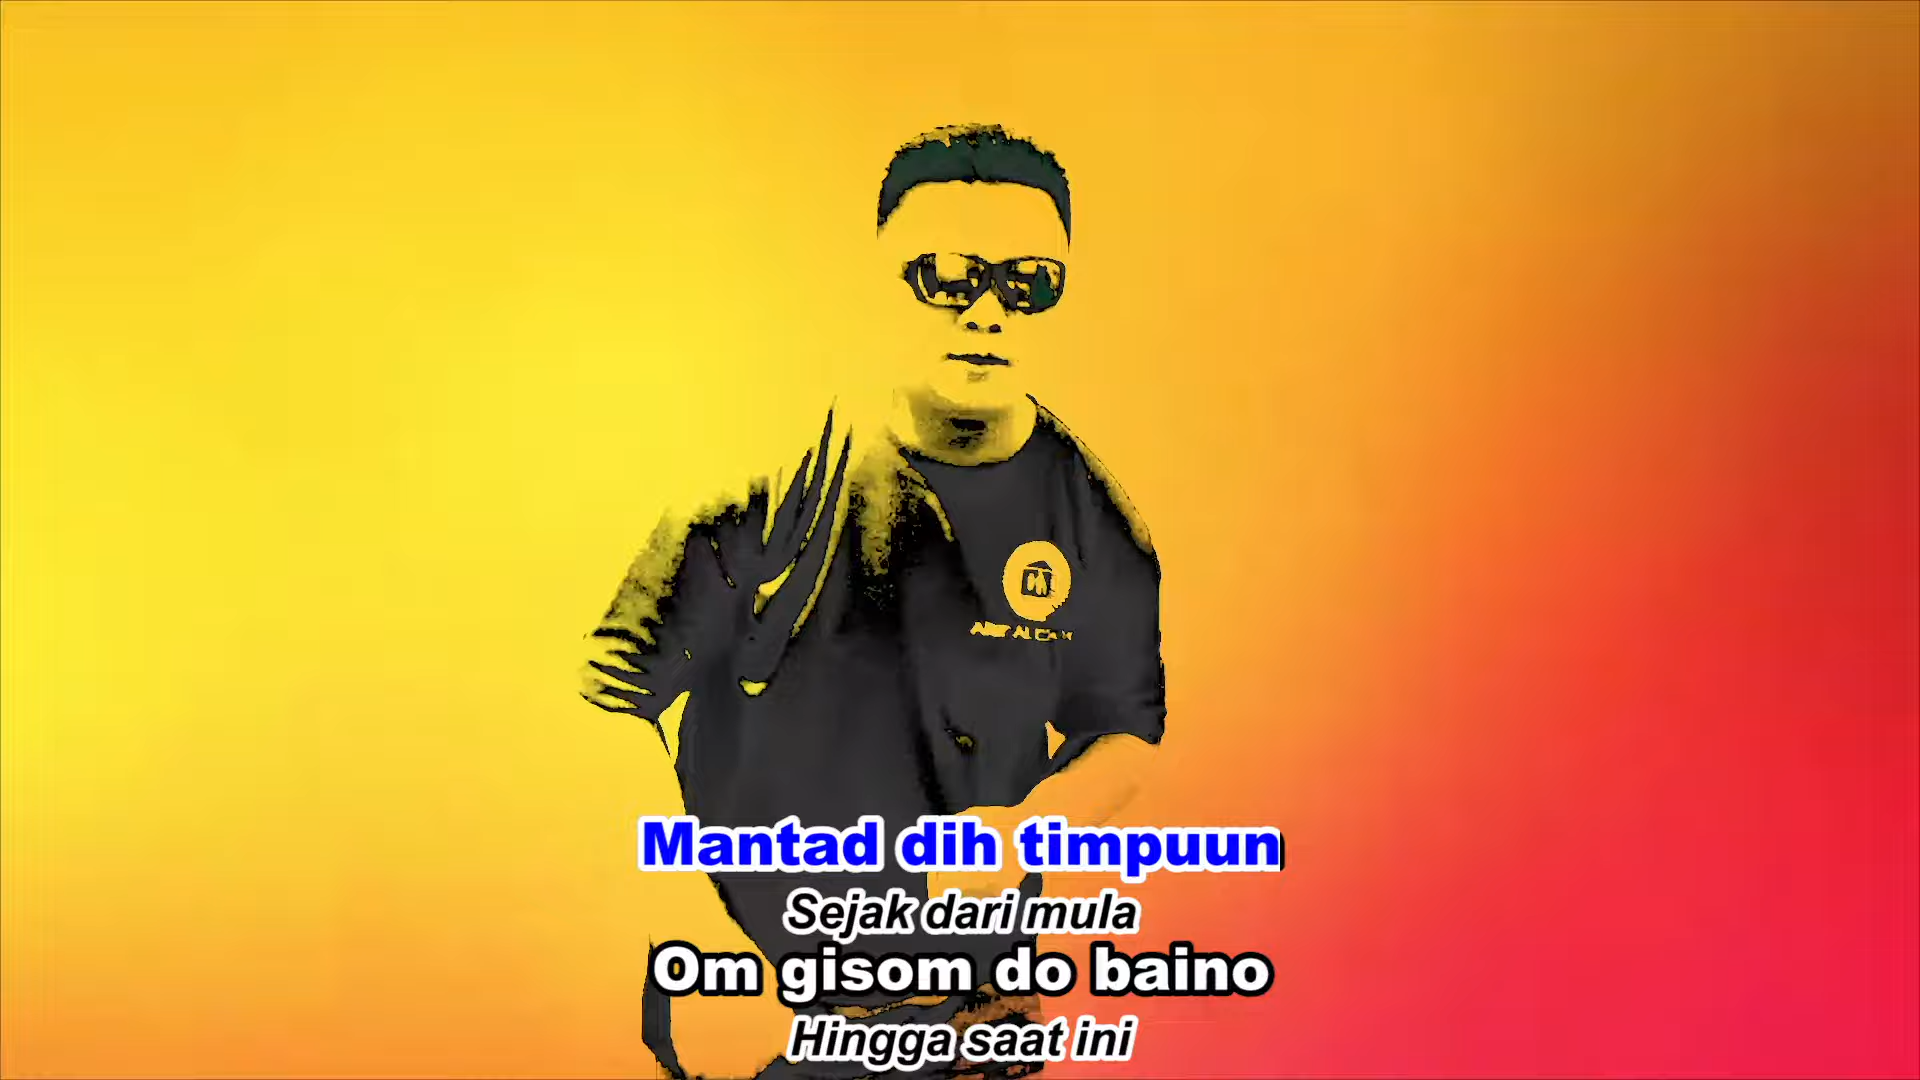 Mantad dih timpuun
Sejak dari mula
Om gisom do baino
Hingga saat ini